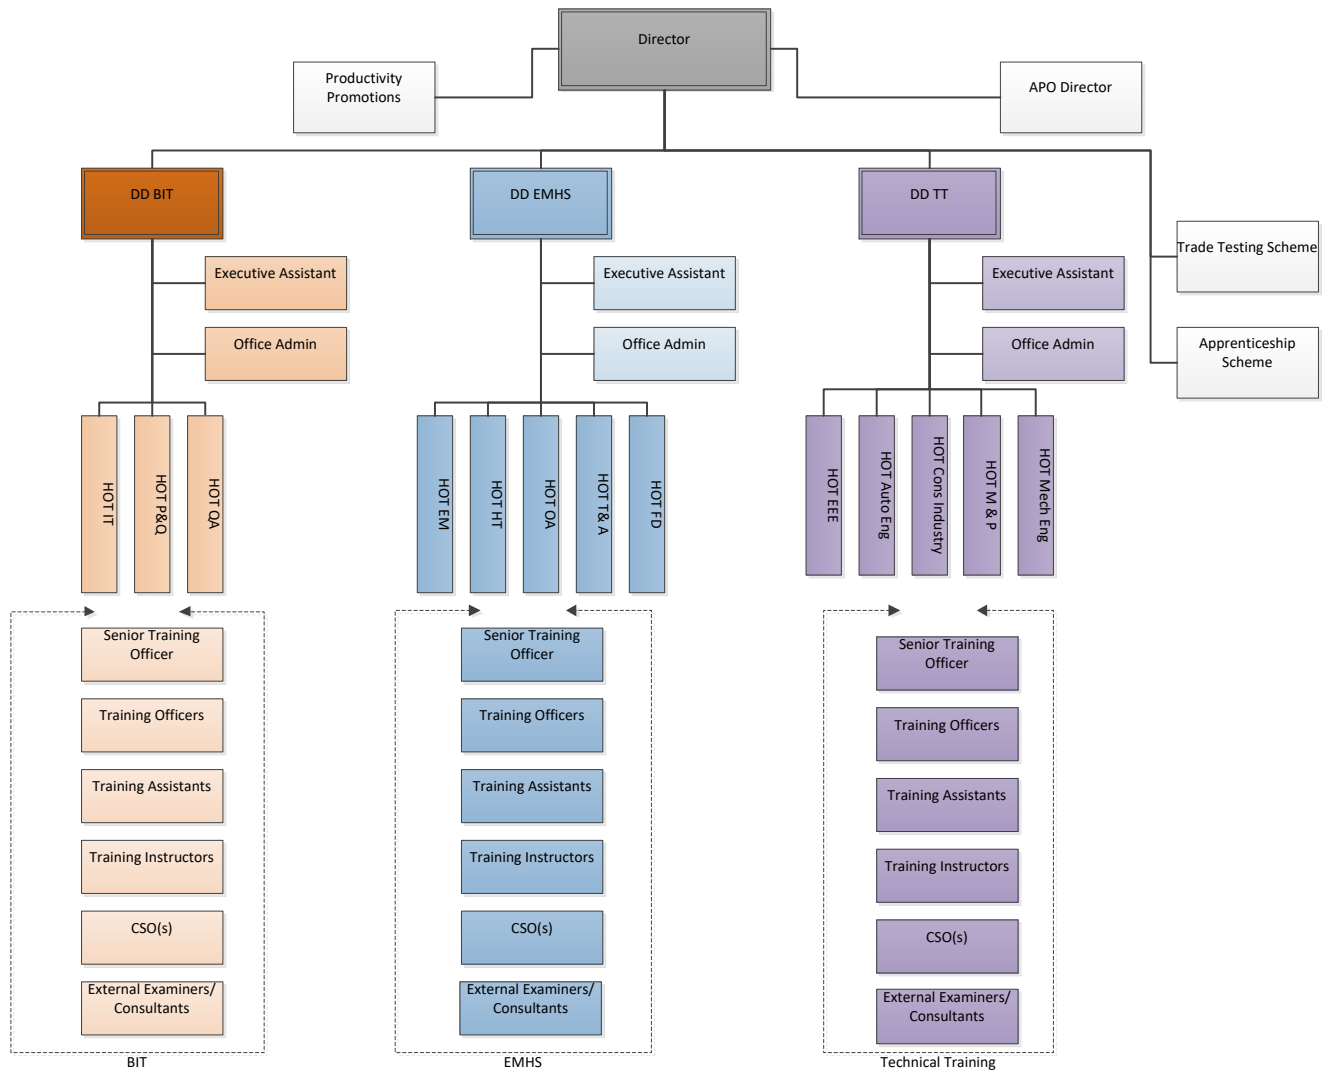 Director
Productivity
Promotions
APO Director
DD BIT
DD EMHS
DD TT
Trade Testing Scheme
Executive Assistant
Executive Assistant
Executive Assistant
Office Admin
Office Admin
Office Admin
Apprenticeship
Scheme
HOT IT
HOT P&Q
HOT QA
HOT EM
HOT HT
HOT QA
HOT T& A
HOT FD
HOT EEE
HOT Auto Eng
HOT Cons Industry
HOT M & P
HOT Mech Eng
Senior Training
Officer
Training Officers
Training Assistants
Training Instructors
CSO(s)
External Examiners/
Consultants
BIT
Senior Training
Officer
Training Officers
Training Assistants
Training Instructors
CSO(s)
External Examiners/
Consultants
EMHS
Senior Training
Officer
Training Officers
Training Assistants
Training Instructors
CSO(s)
External Examiners/
Consultants
Technical Training